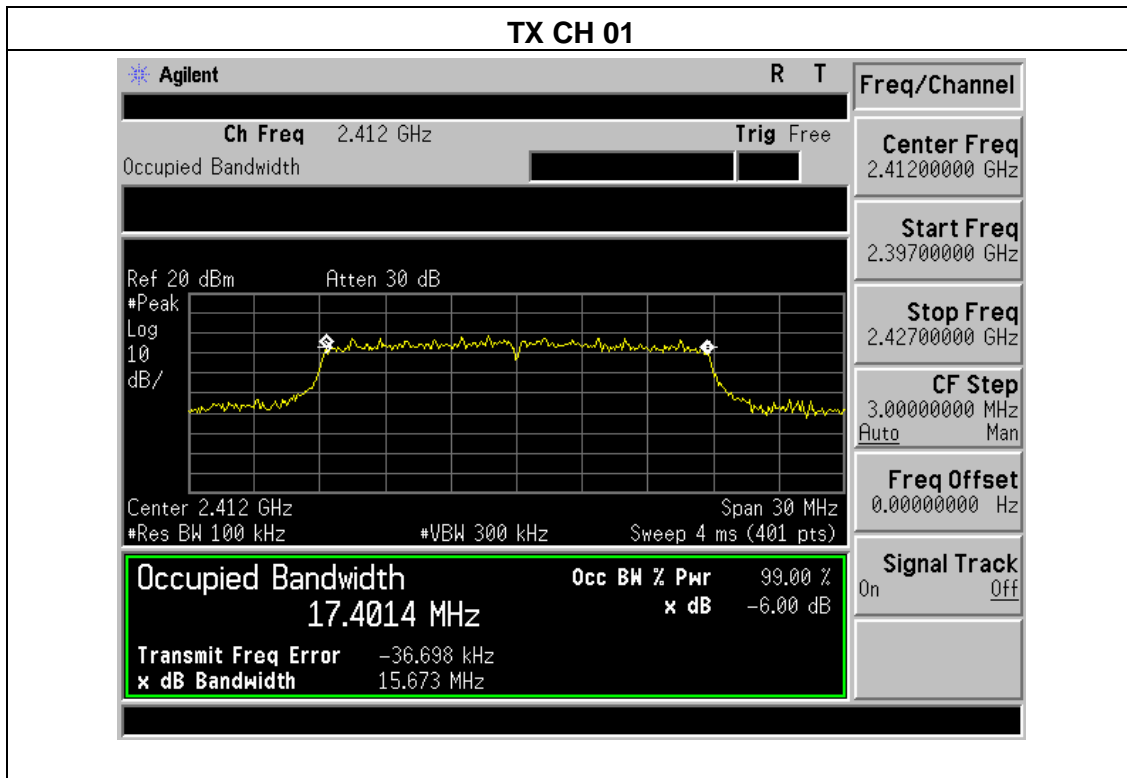 TX CH 01
Agilent R T
Freq/Channel
Ch Freq 2.412 GHz Trig Free
Occupied Bandwidth
Center Freq
2.41200000 GHz
Start Freq
2.39700000 GHz
Stop Freq
2.42700000 GHz
CF Step
3.00000000 MHz
Auto Man
Freq Offset
0.00000000 Hz
Signal Track
On Off
Ref 20 dBm Atten 30 dB
#Peak
Log
10
dB/
Center 2.412 GHz Span 30 MHz
#Res BW 100 kHz #VBW 300 kHz Sweep 4 ms (401 pts)
Occupied Bandwidth Occ BW % Pwr 99.00 %
17.4014 MHz x dB -6.00 dB
Transmit Freq Error -36.698 kHz
x dB Bandwidth 15.673 MHz